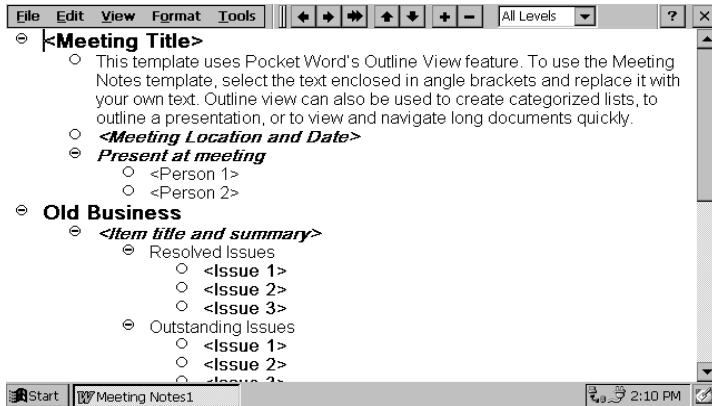 File Edit View Format Tools All Levels ?
<Meeting Title>
This template uses Pocket Word's Outline View feature. To use the Meeting
Notes template, select the text enclosed in angle brackets and replace it with
your own text. Outline view can also be used to create categorized lists, to
outline a presentation, or to view and navigate long documents quickly.
<Meeting Location and Date>
Present at meeting
<Person 1>
<Person 2>
Old Business
<Item title and summary>
Resolved Issues
<Issue 1>
<Issue 2>
<Issue 3>
Outstanding Issues
<Issue 1>
<Issue 2>
Start Meeting Notes1 2:10 PM